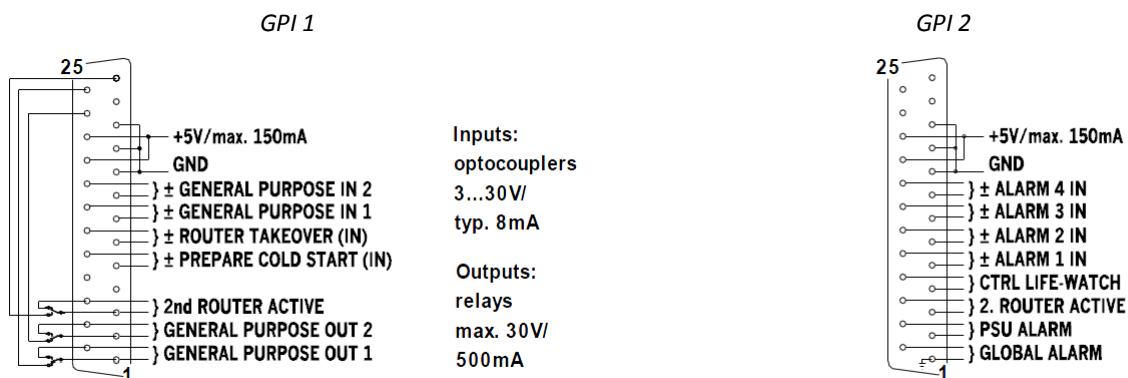 GPI 1
25
+5V/max. 150mA
GND
} ± GENERAL PURPOSE IN 2
} ± GENERAL PURPOSE IN 1
} ± ROUTER TAKEOVER (IN)
} ± PREPARE COLD START (IN)
} 2nd ROUTER ACTIVE
} GENERAL PURPOSE OUT 2
} GENERAL PURPOSE OUT 1
1
Inputs:
optocouplers
3...30V/
typ. 8mA
Outputs:
relays
max. 30V/
500mA
GPI 2
25
+5V/max. 150mA
GND
} ± ALARM 4 IN
} ± ALARM 3 IN
} ± ALARM 2 IN
} ± ALARM 1 IN
} CTRL LIFE-WATCH
} 2. ROUTER ACTIVE
} PSU ALARM
} GLOBAL ALARM
1